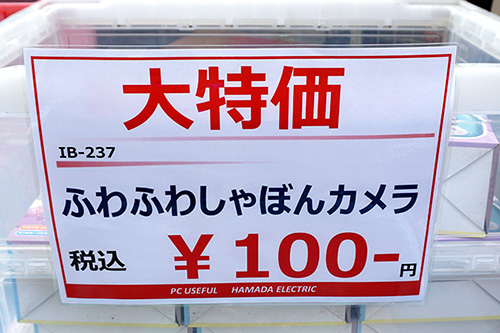 大特価
IB-237
ふわふわしゃぼんカメラ
税込 ￥100-円
PC USEFUL HAMADA ELECTRIC